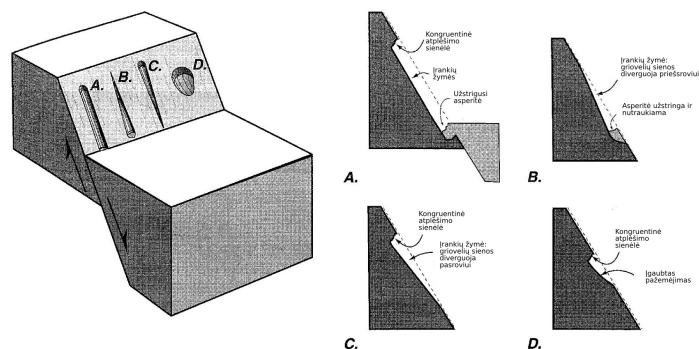 A.
B.
C.
D.
Kongruentinė
atplėšimo
sienelė
Įrankių
žymės
Užstrigusi
asperitė
A.
Įrankių žymė:
griovelių sienos
diverguoja priešsroviui
Asperitė užstringa ir
nutraukiama
B.
Kongruentinė
atplėšimo
sienelė
Įrankių žymė:
griovelių sienos
diverguoja
pasroviui
C.
Kongruentinė
atplėšimo
sienelė
Įgaubtas
pažemėjimas
D.